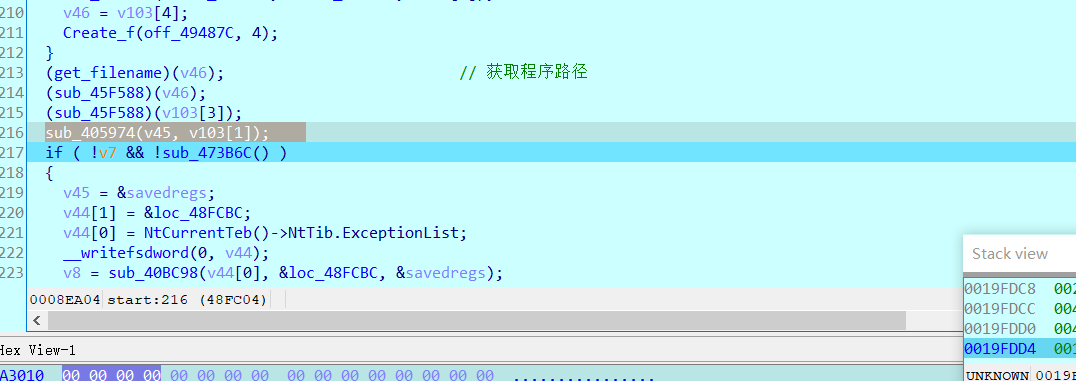 210 v46 = v103[4];
211 Create_f(off_49487C, 4);
212 }
213 (get_filename)(v46); // 获取程序路径
214 (sub_45F588)(v46);
215 (sub_45F588)(v103[3]);
216 sub_405974(v45, v103[1]);
217 if ( !v7 && !sub_473B6C() )
218 {
219 v45 = &savedregs;
220 v44[1] = &loc_48FCBC;
221 v44[0] = NtCurrentTeb()->NtTib.ExceptionList;
222 __writefsdword(0, v44);
223 v8 = sub_40BC98(v44[0], &loc_48FCBC, &savedregs);
0008EA04 start:216 (48FC04)
Stack view
0019FDC8 002
0019FDCC 004
0019FDD0 004
0019FDD4 001
Hex View-1
A3010 00 00 00 00 00 00 00 00 00 00 00 00 00 00 00 00 ................
UNKNOWN 0019F